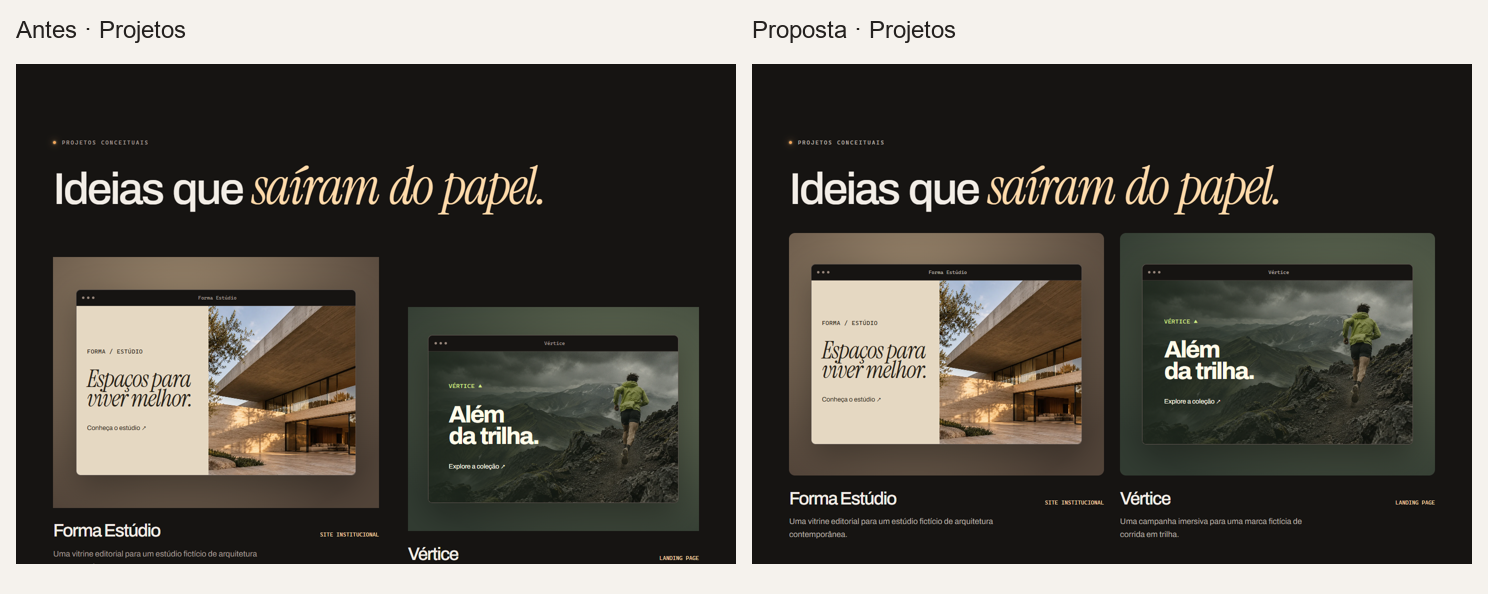 Antes · Projetos
PROJETOS CONCEITUAIS
Ideias que saíram do papel.
Forma Estúdio
FORMA / ESTÚDIO
Espaços para
viver melhor.
Conheça o estúdio ↗
Forma Estúdio
SITE INSTITUCIONAL
Uma vitrine editorial para um estúdio fictício de arquitetura
Vértice
VÉRTICE ▲
Além
da trilha.
Explore a coleção ↗
Vértice
LANDING PAGE
Proposta · Projetos
PROJETOS CONCEITUAIS
Ideias que saíram do papel.
Forma Estúdio
FORMA / ESTÚDIO
Espaços para
viver melhor.
Conheça o estúdio ↗
Forma Estúdio
SITE INSTITUCIONAL
Uma vitrine editorial para um estúdio fictício de arquitetura
contemporânea.
Vértice
VÉRTICE ▲
Além
da trilha.
Explore a coleção ↗
Vértice
LANDING PAGE
Uma campanha imersiva para uma marca fictícia de
corrida em trilha.